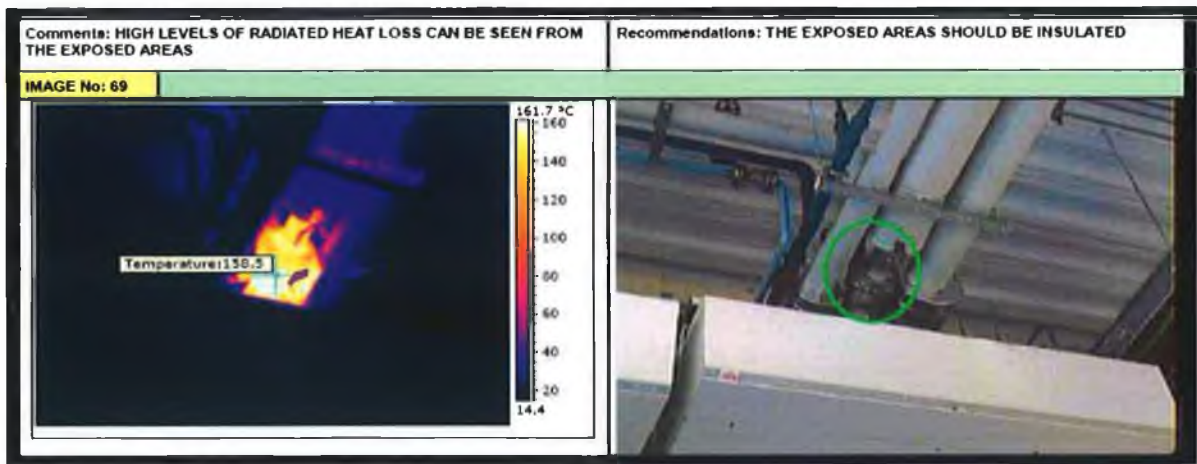 Comments: HIGH LEVELS OF RADIATED HEAT LOSS CAN BE SEEN FROM
THE EXPOSED AREAS
Recommendations: THE EXPOSED AREAS SHOULD BE INSULATED
IMAGE No: 69
161.7 °C
160
140
120
100
80
60
40
20
14.4
Temperature:158.5